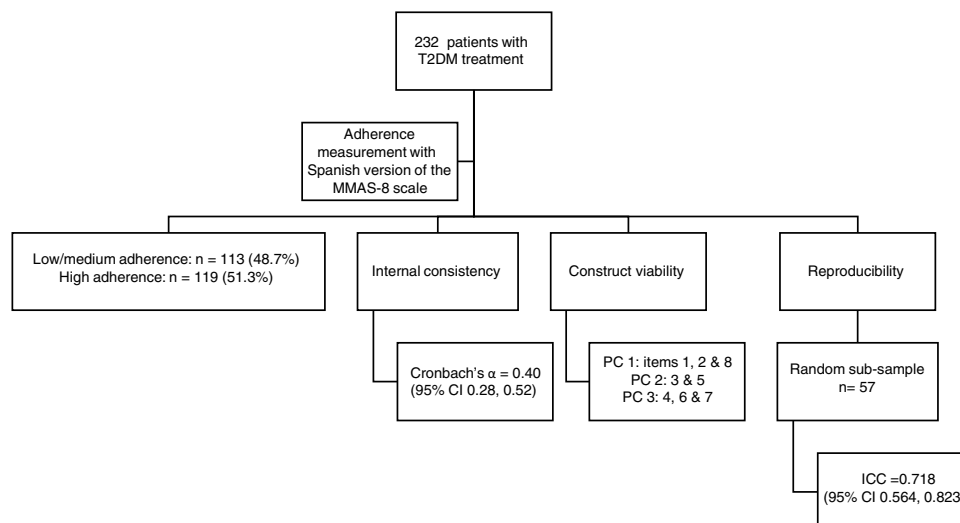 232 patients with
T2DM treatment
Adherence
measurement with
Spanish version of the
MMAS-8 scale
Low/medium adherence: n = 113 (48.7%)
High adherence: n = 119 (51.3%)
Internal consistency
Construct viability
Reproducibility
Cronbach's α = 0.40
(95% CI 0.28, 0.52)
PC 1: items 1, 2 & 8
PC 2: 3 & 5
PC 3: 4, 6 & 7
Random sub-sample
n= 57
ICC =0.718
(95% CI 0.564, 0.823